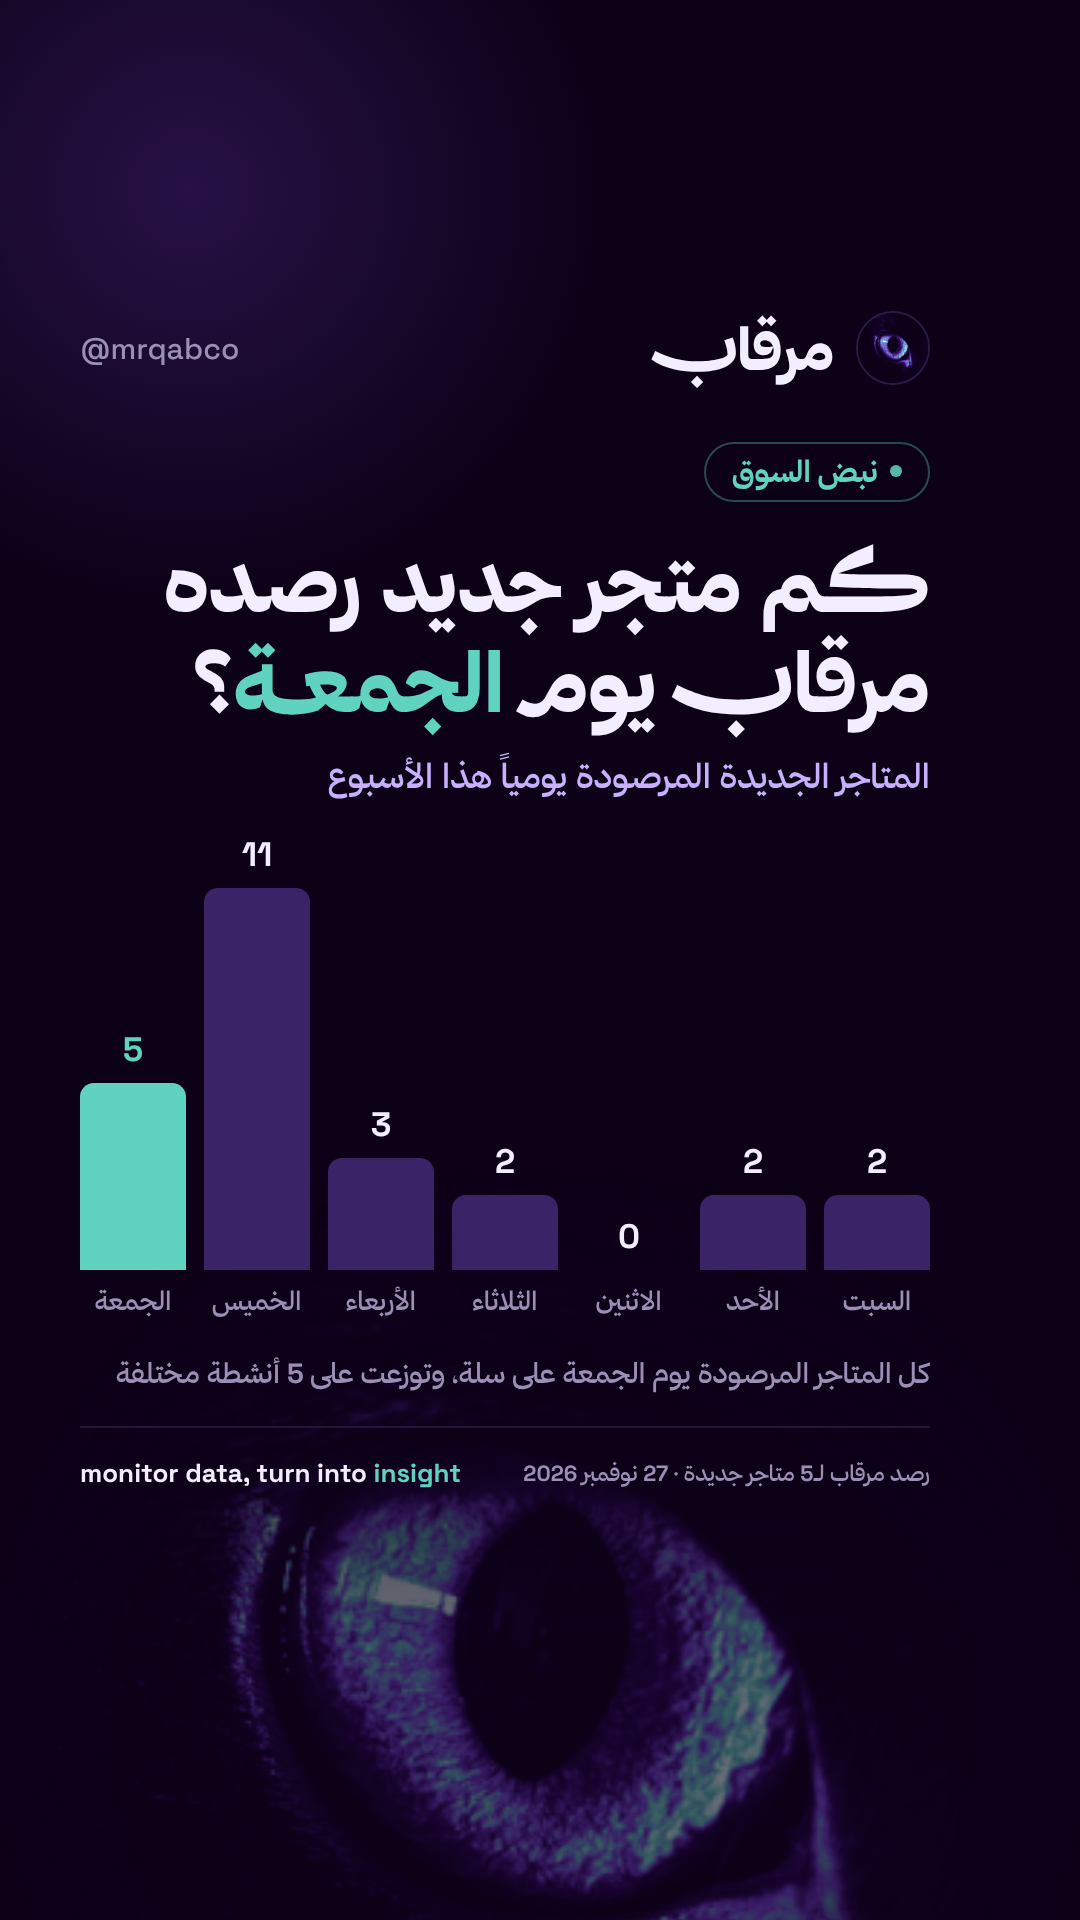 مرقاب
@mrqabco
نبض السوق
كم متجر جديد رصده
مرقاب يوم الجمعة؟
المتاجر الجديدة المرصودة يومياً هذا الأسبوع
2 2 0 2 3 11 5
السبت الأحد الاثنين الثلاثاء الأربعاء الخميس الجمعة
كل المتاجر المرصودة يوم الجمعة على سلة، وتوزعت على 5 أنشطة مختلفة
رصد مرقاب لـ5 متاجر جديدة · 27 نوفمبر 2026
monitor data, turn into insight